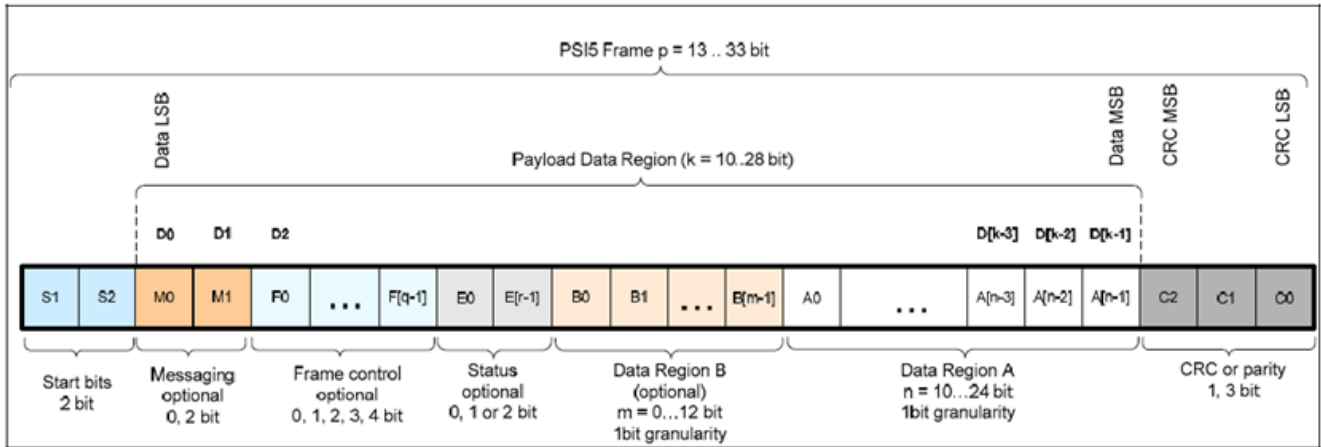 PSI5 Frame p = 13 .. 33 bit
Data LSB
Data MSB
CRC MSB
CRC LSB
Payload Data Region (k = 10..28 bit)
D0 D1 D2 D[k-3] D[k-2] D[k-1]
S1 S2 M0 M1 F0 ... F[q-1] E0 E[r-1] B0 B1 ... B[m-1] A0 ... A[n-3] A[n-2] A[n-1] C2 C1 C0
Start bits
2 bit
Messaging
optional
0, 2 bit
Frame control
optional
0, 1, 2, 3, 4 bit
Status
optional
0, 1 or 2 bit
Data Region B
(optional)
m = 0...12 bit
1bit granularity
Data Region A
n = 10...24 bit
1bit granularity
CRC or parity
1, 3 bit